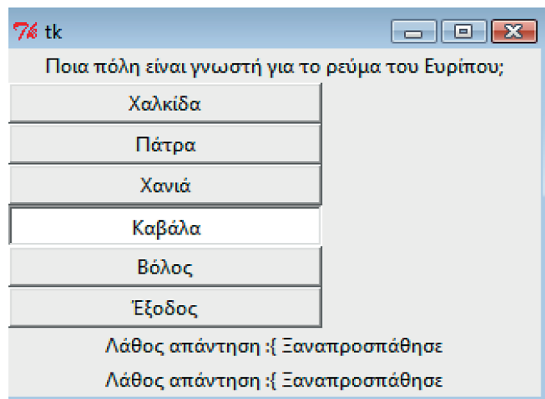 tk
Ποια πόλη είναι γνωστή για το ρεύμα του Ευρίπου;
Χαλκίδα
Πάτρα
Χανιά
Καβάλα
Βόλος
Έξοδος
Λάθος απάντηση :{ Ξαναπροσπάθησε
Λάθος απάντηση :{ Ξαναπροσπάθησε